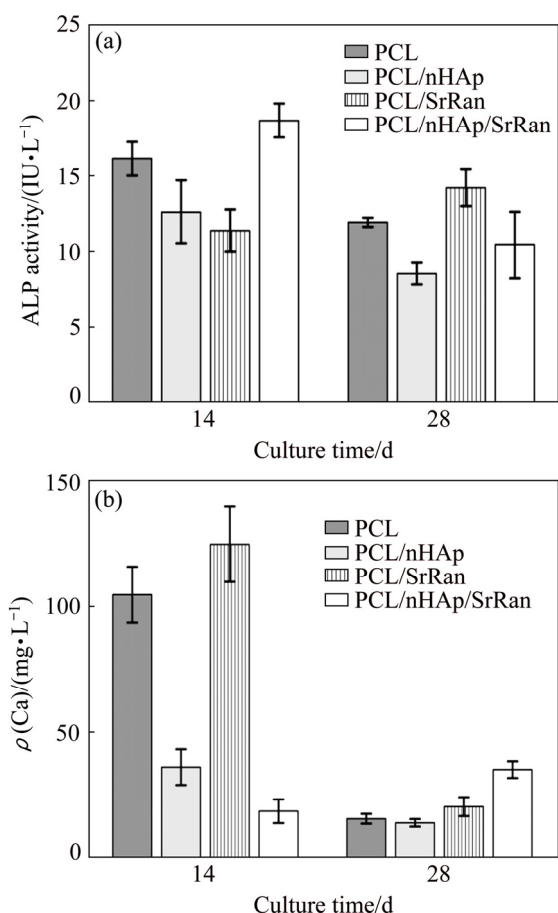 25
(a)
PCL
PCL/nHAp
20
PCL/SrRan
PCL/nHAp/SrRan
15
ALP activity/(IU•L⁻¹)
10
5
0
14
28
Culture time/d
150
(b)
PCL
PCL/nHAp
PCL/SrRan
PCL/nHAp/SrRan
100
ρ(Ca)/(mg•L⁻¹)
50
0
14
28
Culture time/d